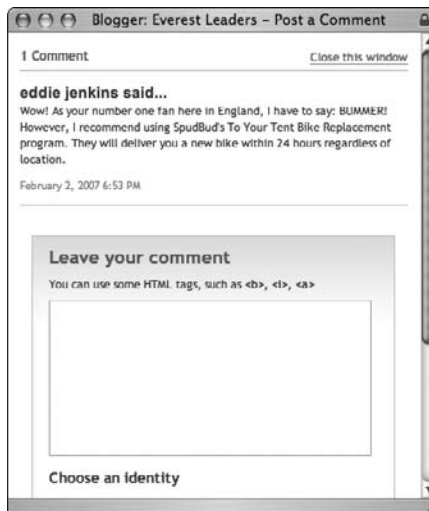 Blogger: Everest Leaders – Post a Comment
1 Comment
Close this window
eddie jenkins said...
Wow! As your number one fan here in England, I have to say: BUMMER!
However, I recommend using SpudBud's To Your Tent Bike Replacement
program. They will deliver you a new bike within 24 hours regardless of
location.
February 2, 2007 6:53 PM
Leave your comment
You can use some HTML tags, such as <b>, <i>, <a>
Choose an identity